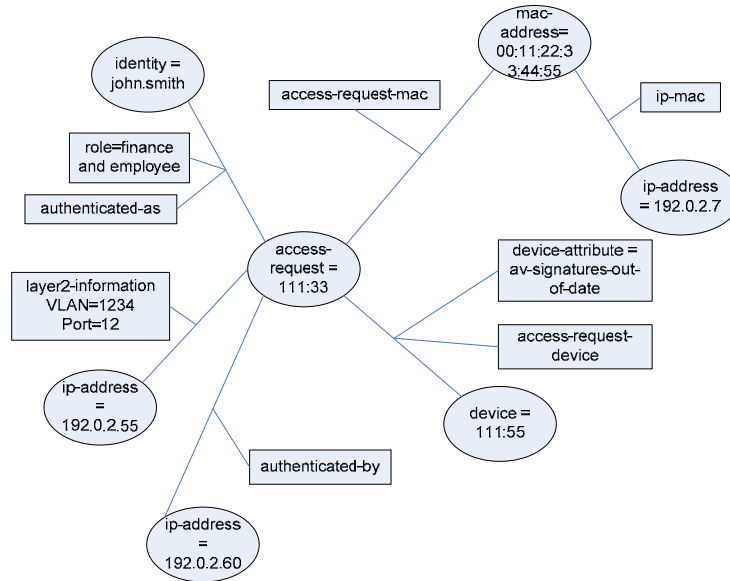 mac-
address=
00:11:22:3
3:44:55
identity =
john.smith
access-request-mac
ip-mac
role=finance
and employee
ip-address
= 192.0.2.7
authenticated-as
access-
request =
111:33
device-attribute =
av-signatures-out-
of-date
layer2-information
VLAN=1234
Port=12
access-request-
device
ip-address
=
192.0.2.55
device =
111:55
authenticated-by
ip-address
=
192.0.2.60